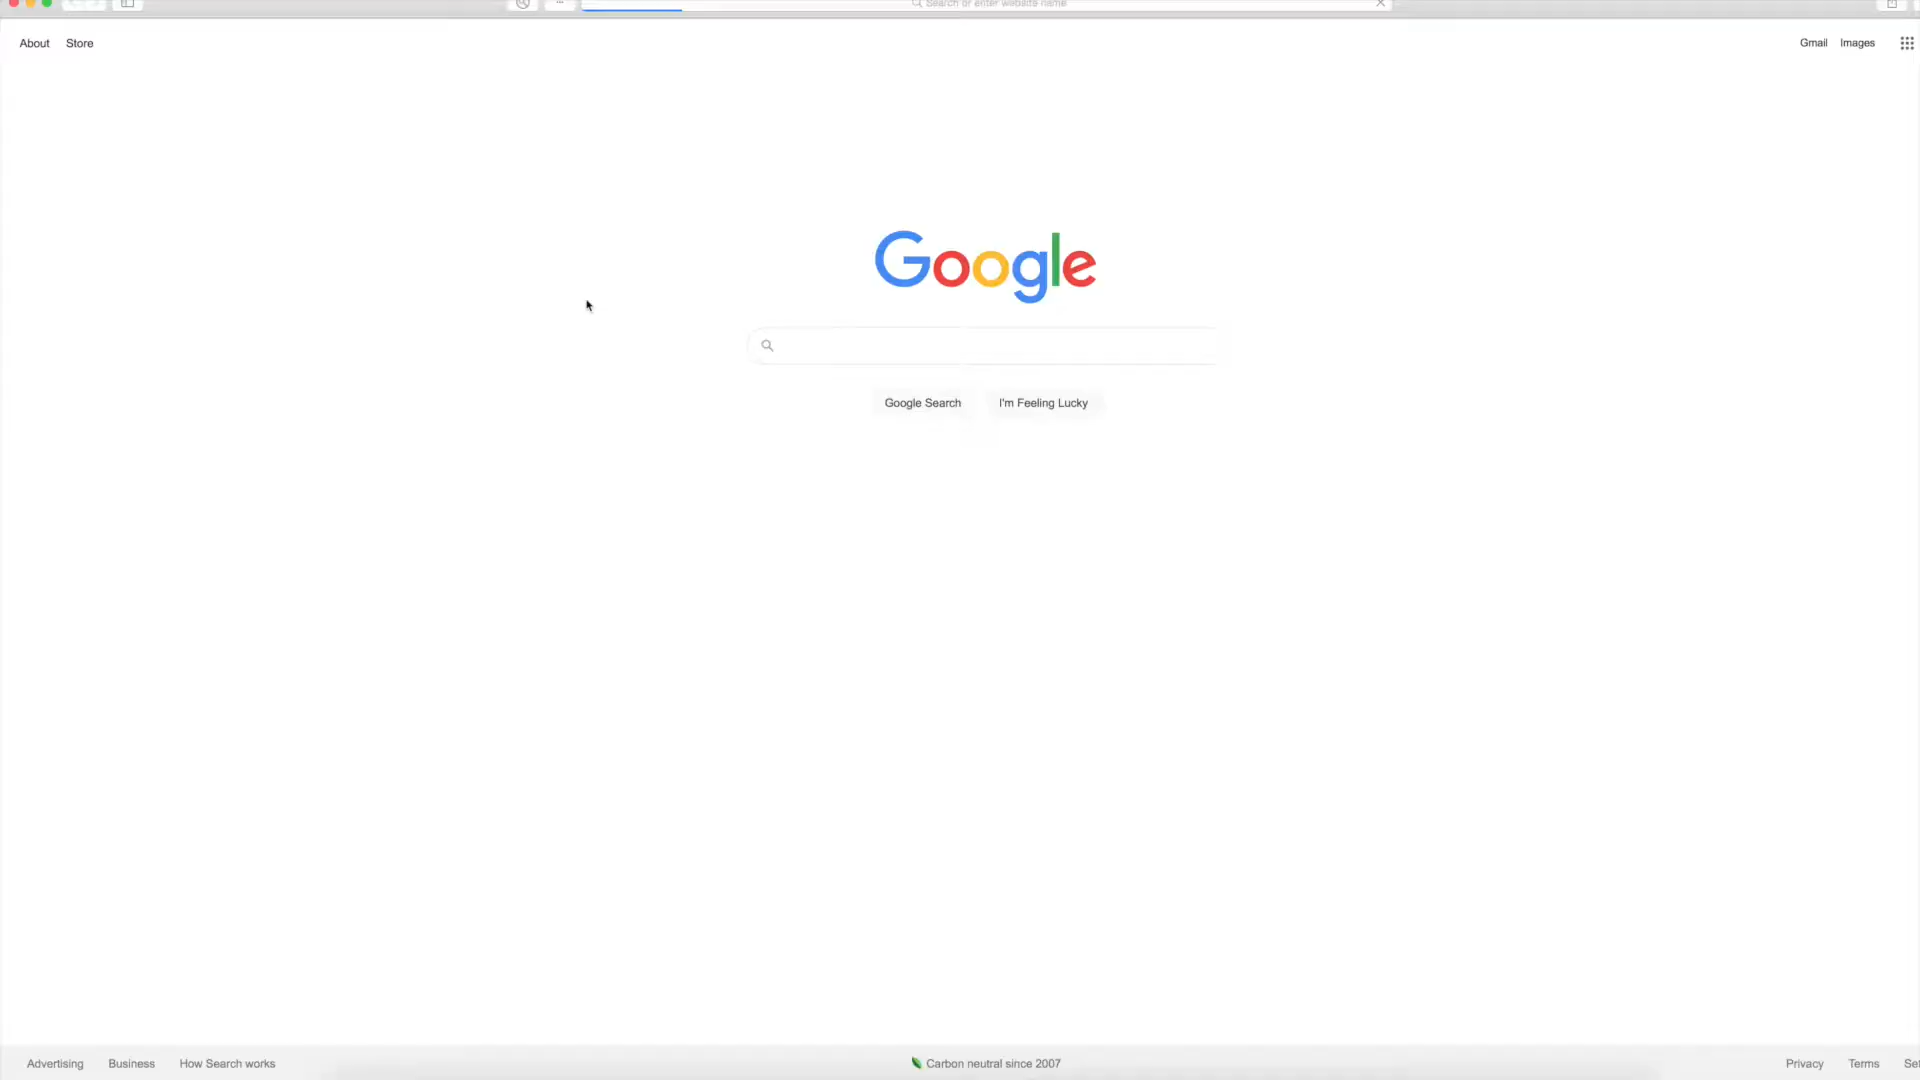 Search or enter website name
About Store Gmail Images
Google
Google Search I'm Feeling Lucky
Advertising Business How Search works Carbon neutral since 2007 Privacy Terms